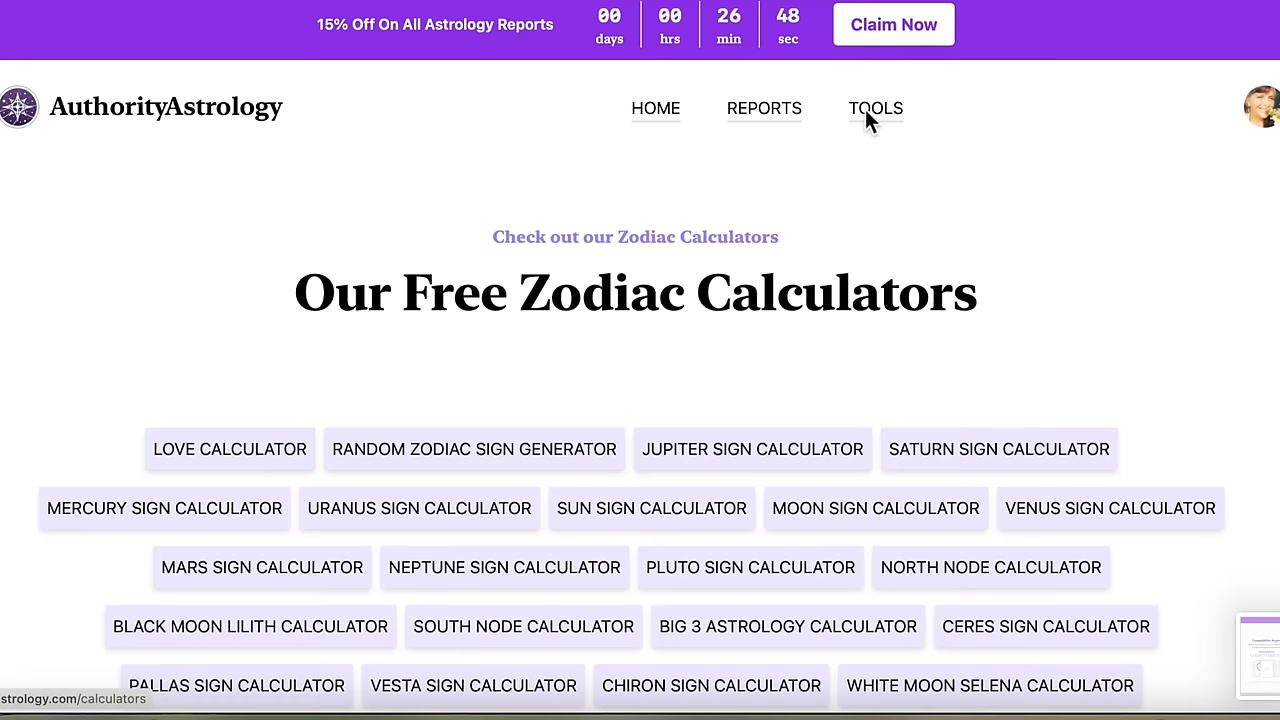 15% Off On All Astrology Reports
00 00 26 48
days hrs min sec
Claim Now
AuthorityAstrology
HOME REPORTS TOOLS
Check out our Zodiac Calculators
Our Free Zodiac Calculators
LOVE CALCULATOR RANDOM ZODIAC SIGN GENERATOR JUPITER SIGN CALCULATOR SATURN SIGN CALCULATOR
MERCURY SIGN CALCULATOR URANUS SIGN CALCULATOR SUN SIGN CALCULATOR MOON SIGN CALCULATOR VENUS SIGN CALCULATOR
MARS SIGN CALCULATOR NEPTUNE SIGN CALCULATOR PLUTO SIGN CALCULATOR NORTH NODE CALCULATOR
BLACK MOON LILITH CALCULATOR SOUTH NODE CALCULATOR BIG 3 ASTROLOGY CALCULATOR CERES SIGN CALCULATOR
PALLAS SIGN CALCULATOR VESTA SIGN CALCULATOR CHIRON SIGN CALCULATOR WHITE MOON SELENA CALCULATOR
strology.com/calculators